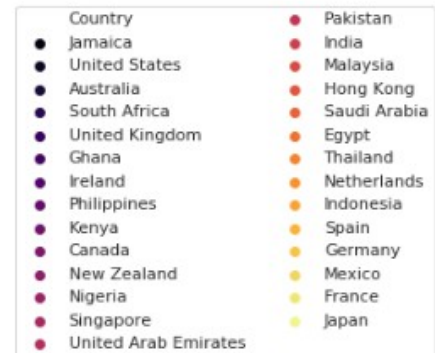 Country
Jamaica
United States
Australia
South Africa
United Kingdom
Ghana
Ireland
Philippines
Kenya
Canada
New Zealand
Nigeria
Singapore
United Arab Emirates
Pakistan
India
Malaysia
Hong Kong
Saudi Arabia
Egypt
Thailand
Netherlands
Indonesia
Spain
Germany
Mexico
France
Japan